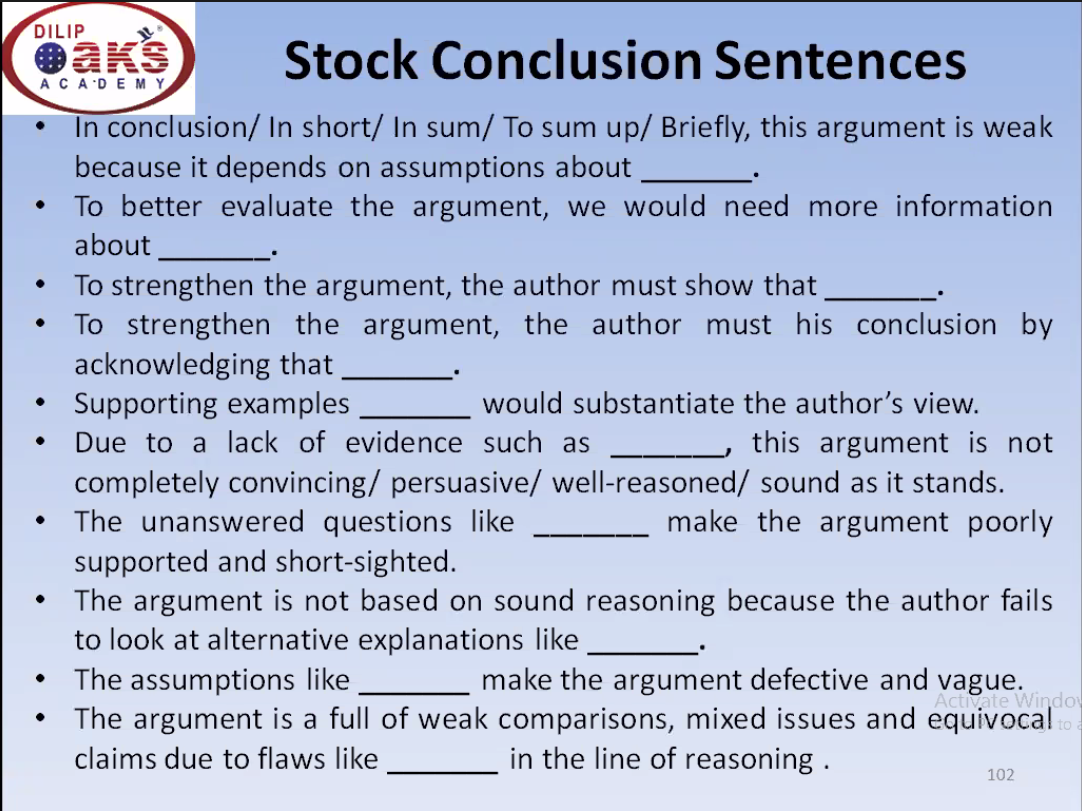 DILIP
OAK'S
ACADEMY
Stock Conclusion Sentences
• In conclusion/ In short/ In sum/ To sum up/ Briefly, this argument is weak
because it depends on assumptions about _______.
• To better evaluate the argument, we would need more information
about _______.
• To strengthen the argument, the author must show that _______.
• To strengthen the argument, the author must his conclusion by
acknowledging that _______.
• Supporting examples _______ would substantiate the author's view.
• Due to a lack of evidence such as _______, this argument is not
completely convincing/ persuasive/ well-reasoned/ sound as it stands.
• The unanswered questions like _______ make the argument poorly
supported and short-sighted.
• The argument is not based on sound reasoning because the author fails
to look at alternative explanations like _______.
• The assumptions like _______ make the argument defective and vague.
Activate Window
• The argument is a full of weak comparisons, mixed issues and equivocal
claims due to flaws like _______ in the line of reasoning .
102